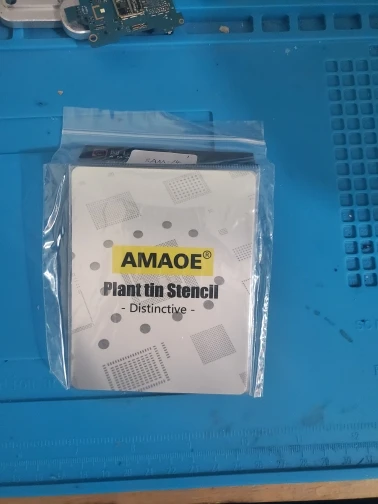 AMAOE®
Plant tin Stencil
- Distinctive -